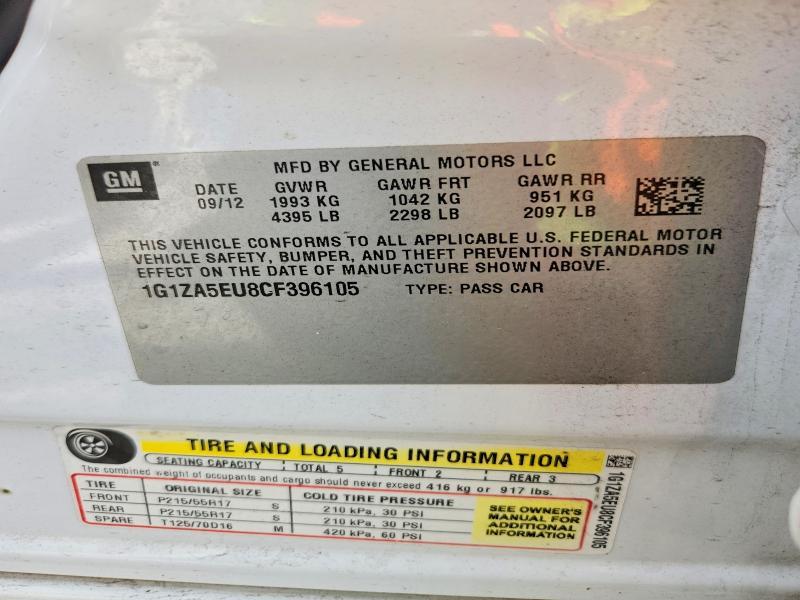 GM
MFD BY GENERAL MOTORS LLC
DATE GVWR GAWR FRT GAWR RR
09/12 1993 KG 1042 KG 951 KG
4395 LB 2298 LB 2097 LB
THIS VEHICLE CONFORMS TO ALL APPLICABLE U.S. FEDERAL MOTOR
VEHICLE SAFETY, BUMPER, AND THEFT PREVENTION STANDARDS IN
EFFECT ON THE DATE OF MANUFACTURE SHOWN ABOVE.
1G1ZA5EU8CF396105 TYPE: PASS CAR
TIRE AND LOADING INFORMATION
SEATING CAPACITY TOTAL 5 FRONT 2 REAR 3
The combined weight of occupants and cargo should never exceed 416 kg or 917 lbs.
TIRE ORIGINAL SIZE COLD TIRE PRESSURE
FRONT P215/55R17 S 210 kPa, 30 PSI
REAR P215/55R17 S 210 kPa, 30 PSI
SPARE T125/70D16 M 420 kPa, 60 PSI
SEE OWNER'S
MANUAL FOR
ADDITIONAL
INFORMATION
1G1ZA5EU8CF396105